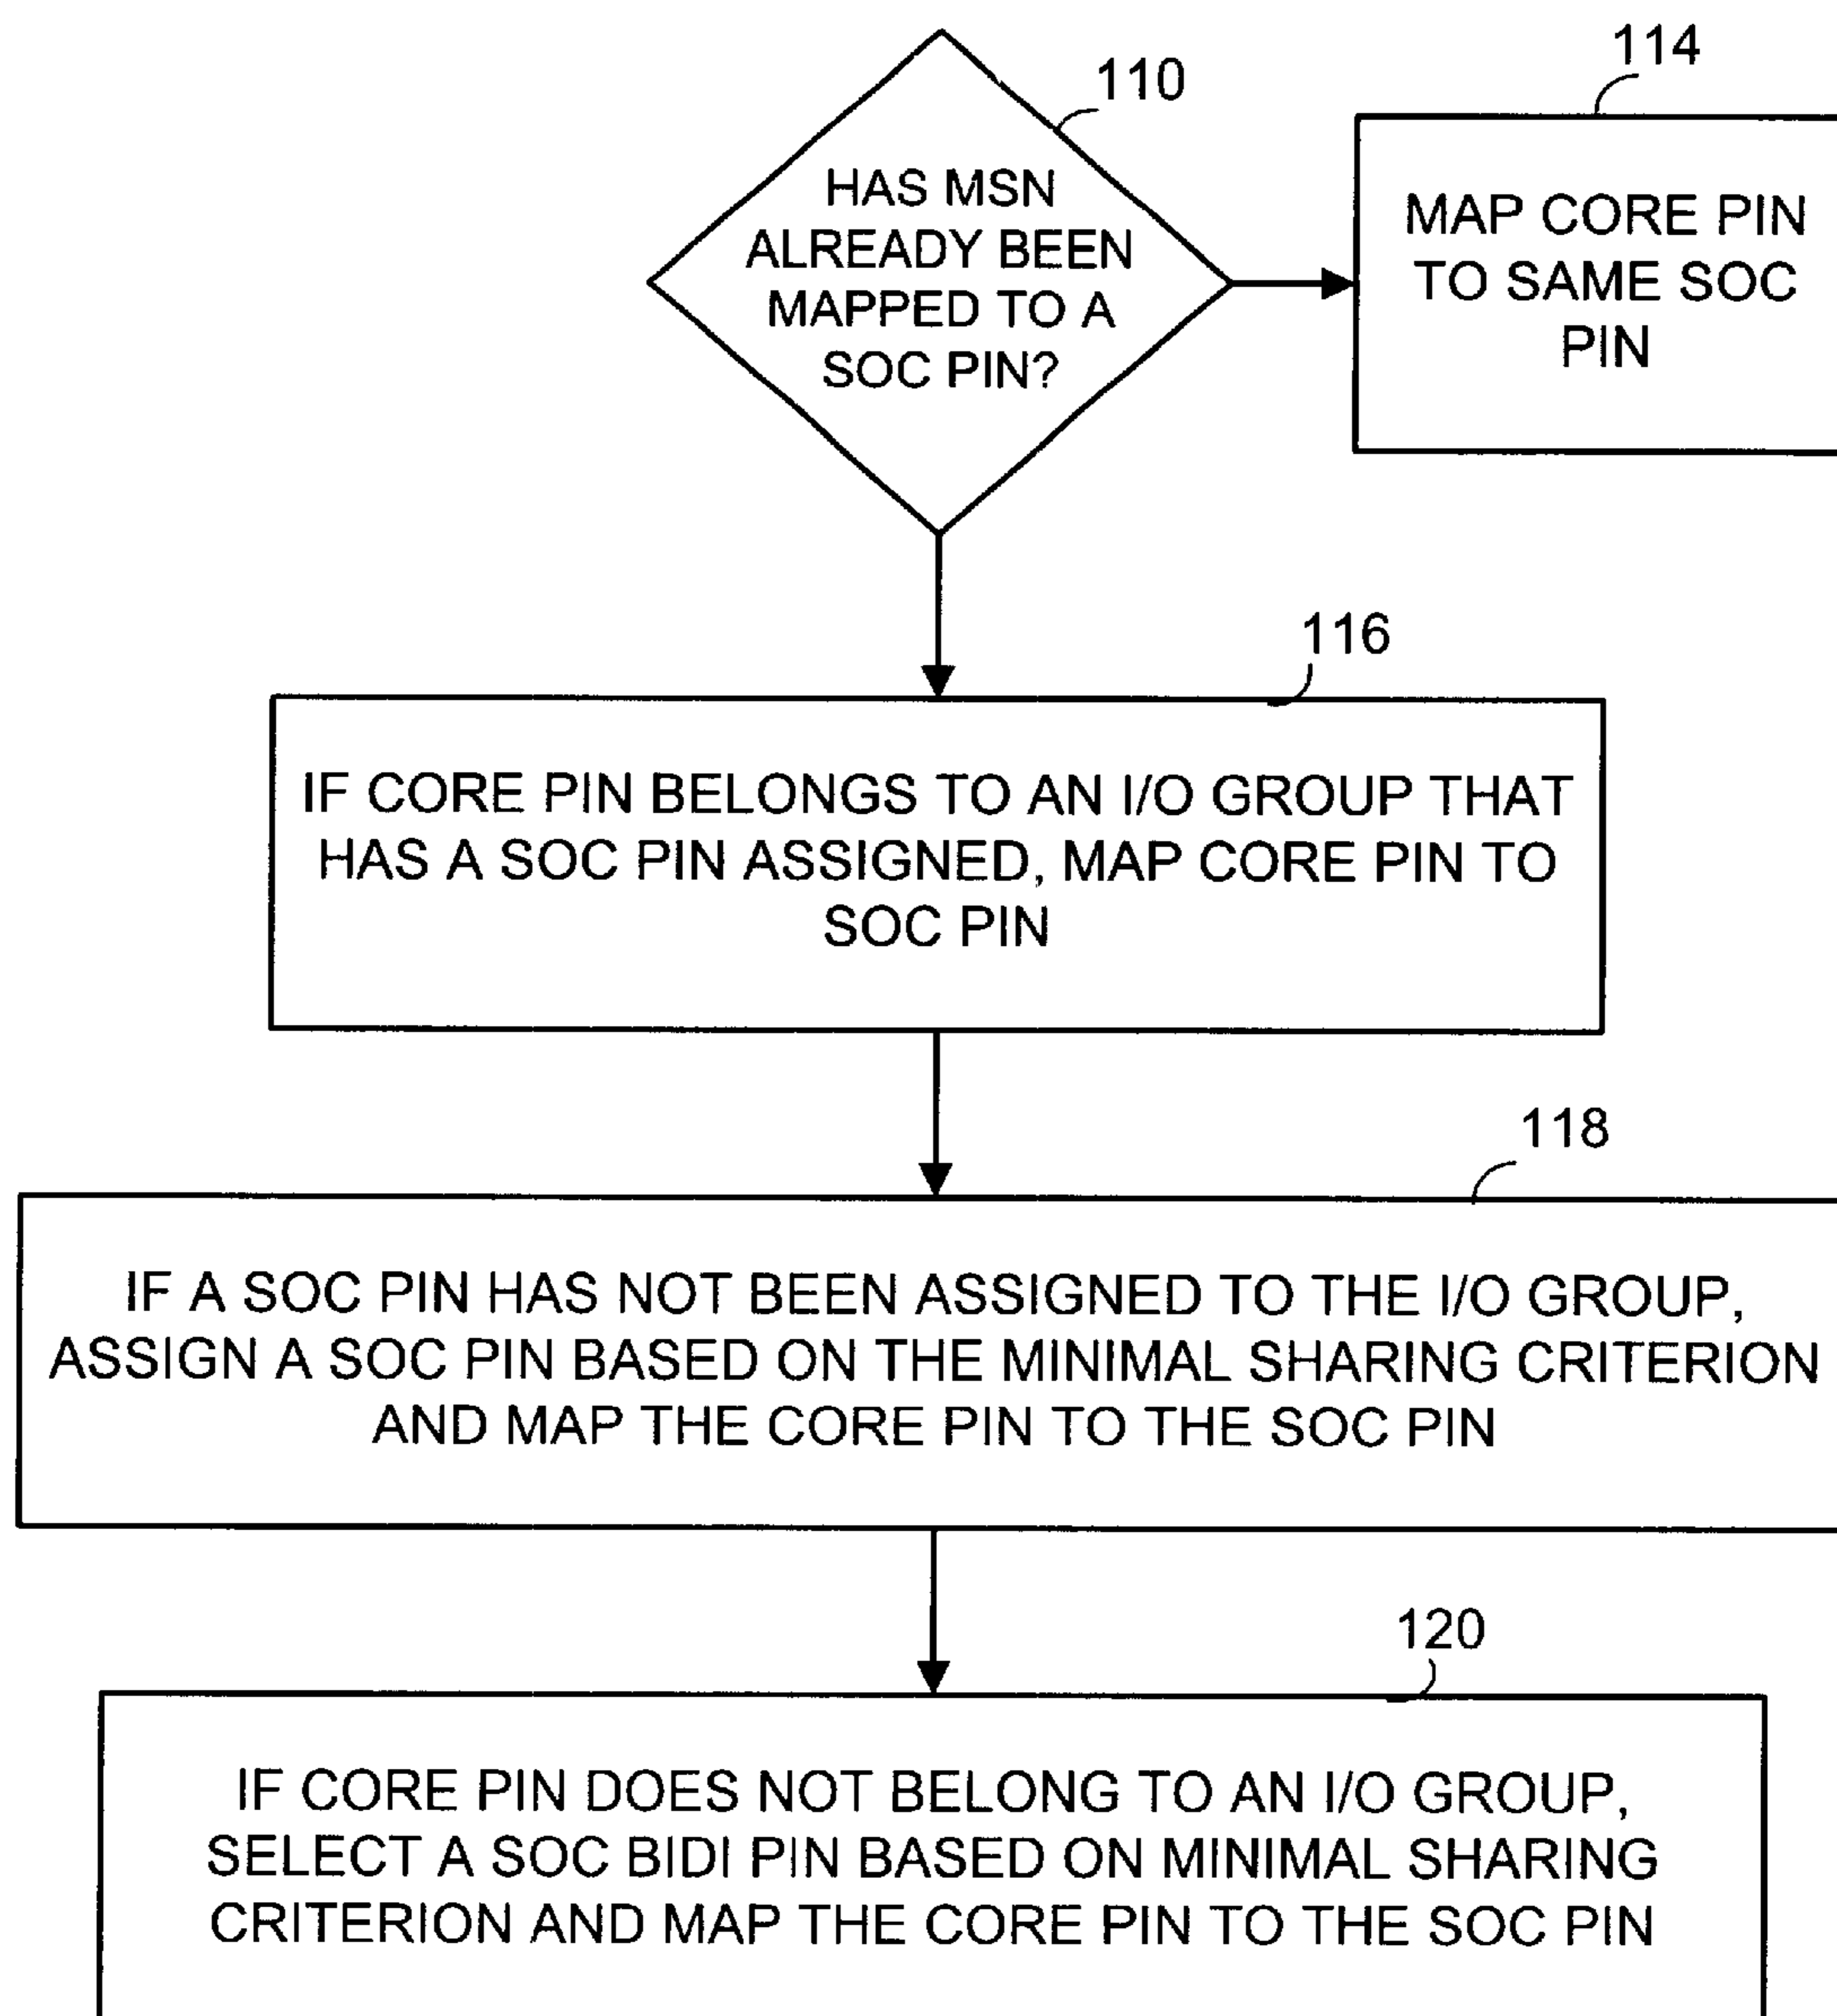 110
HAS MSN
ALREADY BEEN
MAPPED TO A
SOC PIN?
114
MAP CORE PIN
TO SAME SOC
PIN
116
IF CORE PIN BELONGS TO AN I/O GROUP THAT
HAS A SOC PIN ASSIGNED, MAP CORE PIN TO
SOC PIN
118
IF A SOC PIN HAS NOT BEEN ASSIGNED TO THE I/O GROUP,
ASSIGN A SOC PIN BASED ON THE MINIMAL SHARING CRITERION
AND MAP THE CORE PIN TO THE SOC PIN
120
IF CORE PIN DOES NOT BELONG TO AN I/O GROUP,
SELECT A SOC BIDI PIN BASED ON MINIMAL SHARING
CRITERION AND MAP THE CORE PIN TO THE SOC PIN